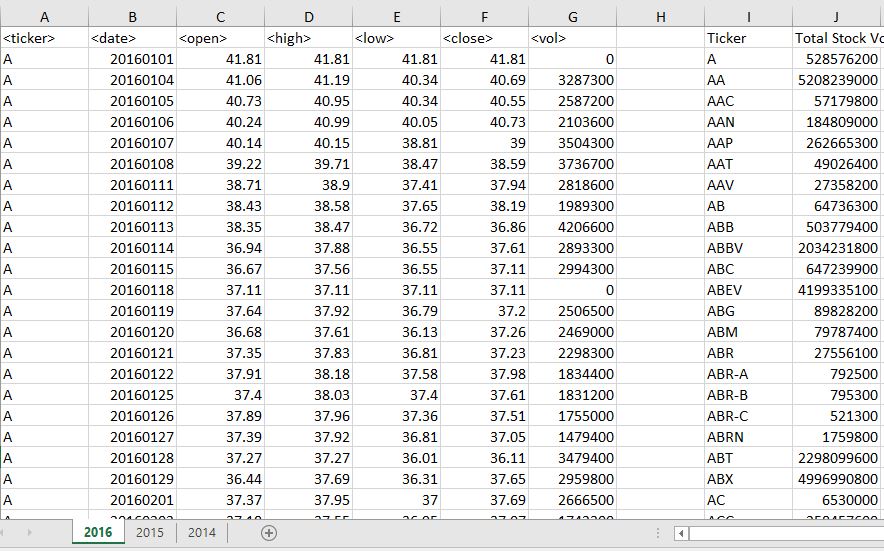 A B C D E F G H I J
<ticker> <date> <open> <high> <low> <close> <vol> Ticker Total Stock Vo
A 20160101 41.81 41.81 41.81 41.81 0 A 528576200
A 20160104 41.06 41.19 40.34 40.69 3287300 AA 5208239000
A 20160105 40.73 40.95 40.34 40.55 2587200 AAC 57179800
A 20160106 40.24 40.99 40.05 40.73 2103600 AAN 184809000
A 20160107 40.14 40.15 38.81 39 3504300 AAP 262665300
A 20160108 39.22 39.71 38.47 38.59 3736700 AAT 49026400
A 20160111 38.71 38.9 37.41 37.94 2818600 AAV 27358200
A 20160112 38.43 38.58 37.65 38.19 1989300 AB 64736300
A 20160113 38.35 38.47 36.72 36.86 4206600 ABB 503779400
A 20160114 36.94 37.88 36.55 37.61 2893300 ABBV 2034231800
A 20160115 36.67 37.56 36.55 37.11 2994300 ABC 647239900
A 20160118 37.11 37.11 37.11 37.11 0 ABEV 4199335100
A 20160119 37.64 37.92 36.79 37.2 2506500 ABG 89828200
A 20160120 36.68 37.61 36.13 37.26 2469000 ABM 79787400
A 20160121 37.35 37.83 36.81 37.23 2298300 ABR 27556100
A 20160122 37.91 38.18 37.58 37.98 1834400 ABR-A 792500
A 20160125 37.4 38.03 37.4 37.61 1831200 ABR-B 795300
A 20160126 37.89 37.96 37.36 37.51 1755000 ABR-C 521300
A 20160127 37.39 37.92 36.81 37.05 1479400 ABRN 1759800
A 20160128 37.27 37.27 36.01 36.11 3479400 ABT 2298099600
A 20160129 36.44 37.69 36.31 37.65 2959800 ABX 4996990800
A 20160201 37.37 37.95 37 37.69 2666500 AC 6530000
2016 2015 2014